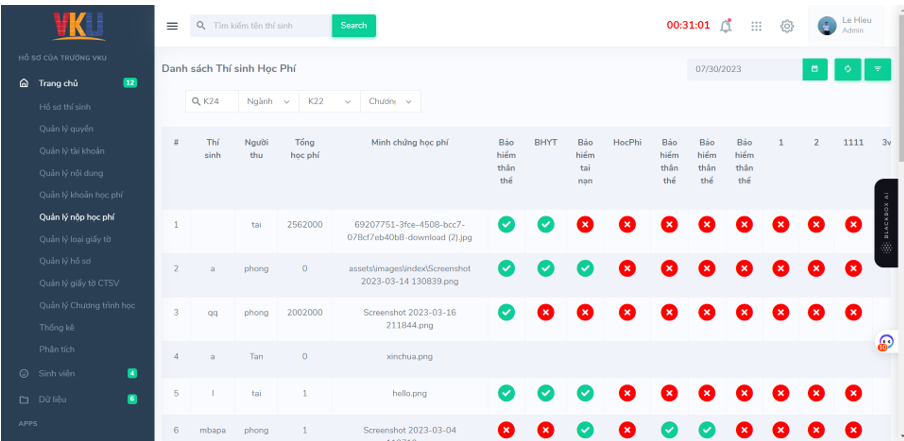 VKU
Tìm kiếm tên thí sinh
Search
00:31:01
Le Hieu
Admin
HỒ SƠ CỦA TRƯỜNG VKU
Trang chủ
12
Hồ sơ thí sinh
Quản lý quyền
Quản lý tài khoản
Quản lý nội dung
Quản lý khoản học phí
Quản lý nộp học phí
Quản lý loại giấy tờ
Quản lý hồ sơ
Quản lý giấy tờ CTSV
Quản lý Chương trình học
Thống kê
Phân tích
Sinh viên
4
Dữ liệu
6
APPS
Danh sách Thí sinh Học Phí
07/30/2023
K24
Ngành
K22
Chương
# Thí sinh Người thu Tổng học phí Minh chứng học phí Bảo hiểm thân thể BHYT Bảo hiểm tai nạn HocPhi Bảo hiểm thân thể Bảo hiểm thân thể Bảo hiểm thân thể 1 2 1111 3v
1 tai 2562000 69207751-3fce-4508-bcc7-
078cf7eb40b8-download (2).jpg
2 a phong 0 assets\images\index\Screenshot
2023-03-14 130839.png
3 qq phong 2002000 Screenshot 2023-03-16
211844.png
4 a Tan 0 xinchua.png
5 l tai 1 hello.png
6 mbapa phong 1 Screenshot 2023-03-04
BLACKBOX AI